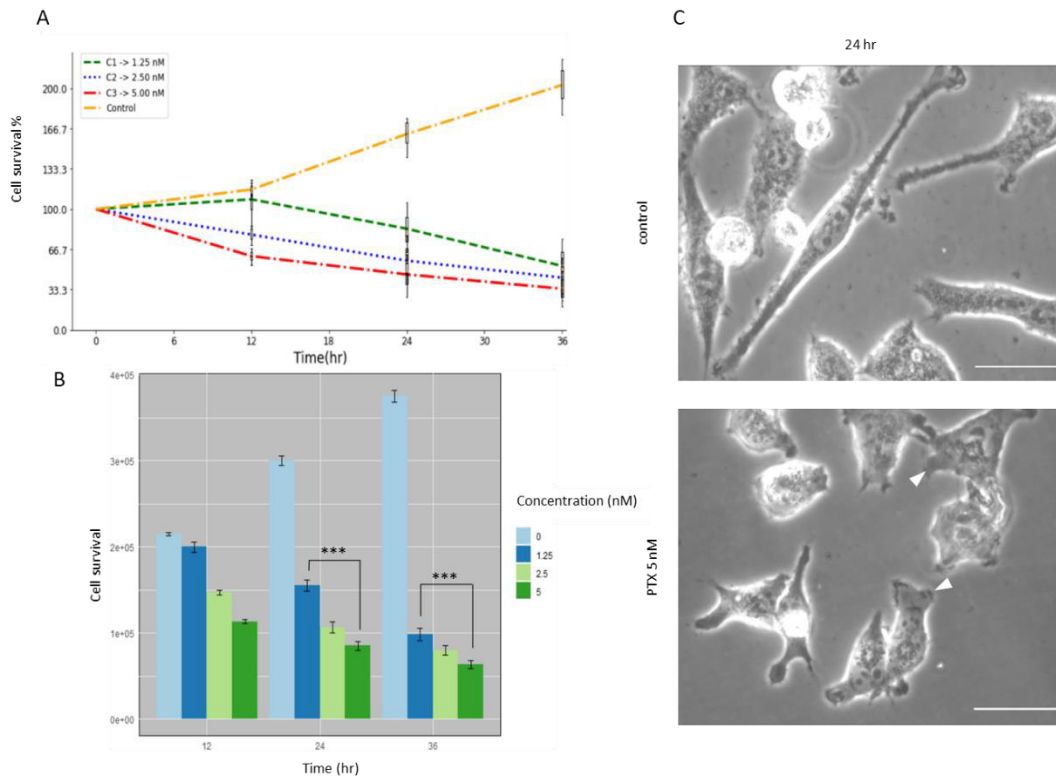 A
C1 -> 1.25 nM
C2 -> 2.50 nM
C3 -> 5.00 nM
Control
200.0
166.7
133.3
100.0
66.7
33.3
0.0
Cell survival %
0 6 12 18 24 30 36
Time(hr)
B
4e+05
3e+05
2e+05
1e+05
0e+00
Cell survival
*** ***
12 24 36
Time (hr)
Concentration (nM)
0
1.25
2.5
5
C
24 hr
control
PTX 5 nM